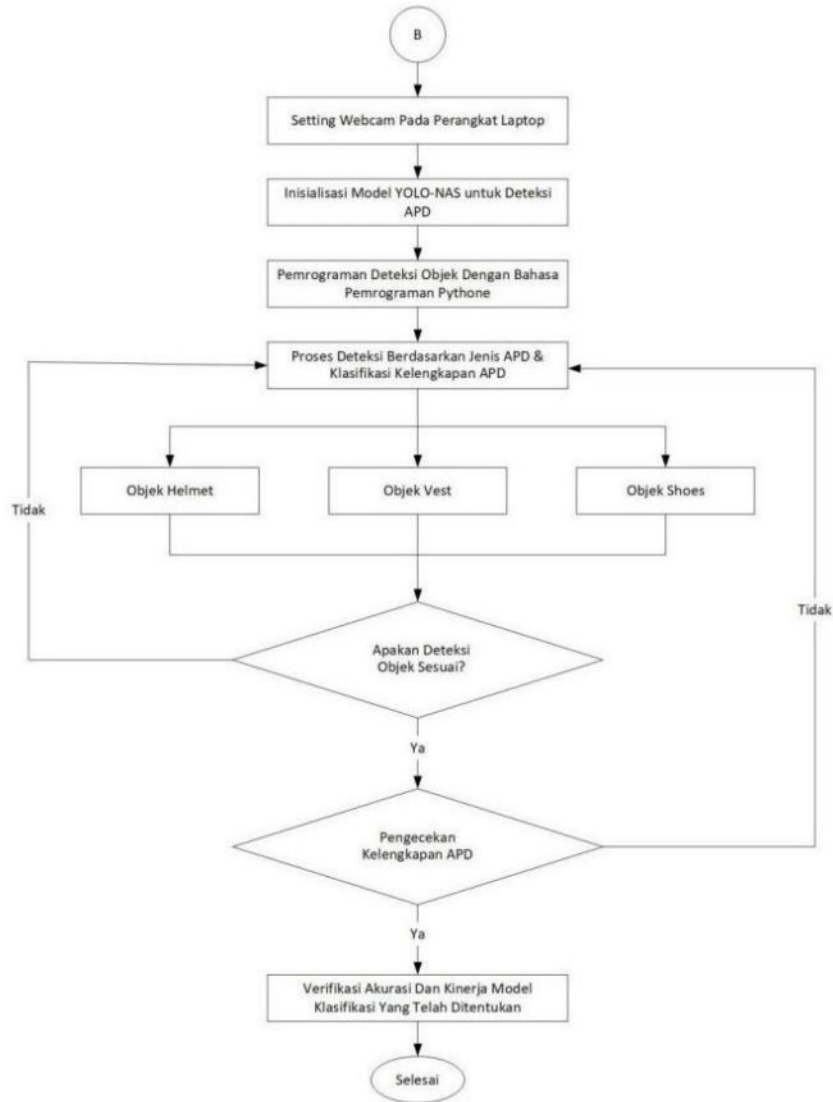 B
Setting Webcam Pada Perangkat Laptop
Inisialisasi Model YOLO-NAS untuk Deteksi
APD
Pemrograman Deteksi Objek Dengan Bahasa
Pemrograman Pythone
Proses Deteksi Berdasarkan Jenis APD &
Klasifikasi Kelengkapan APD
Objek Helmet
Objek Vest
Objek Shoes
Tidak
Tidak
Apakan Deteksi
Objek Sesuai?
Ya
Pengecekan
Kelengkapan APD
Ya
Verifikasi Akurasi Dan Kinerja Model
Klasifikasi Yang Telah Ditentukan
Selesai